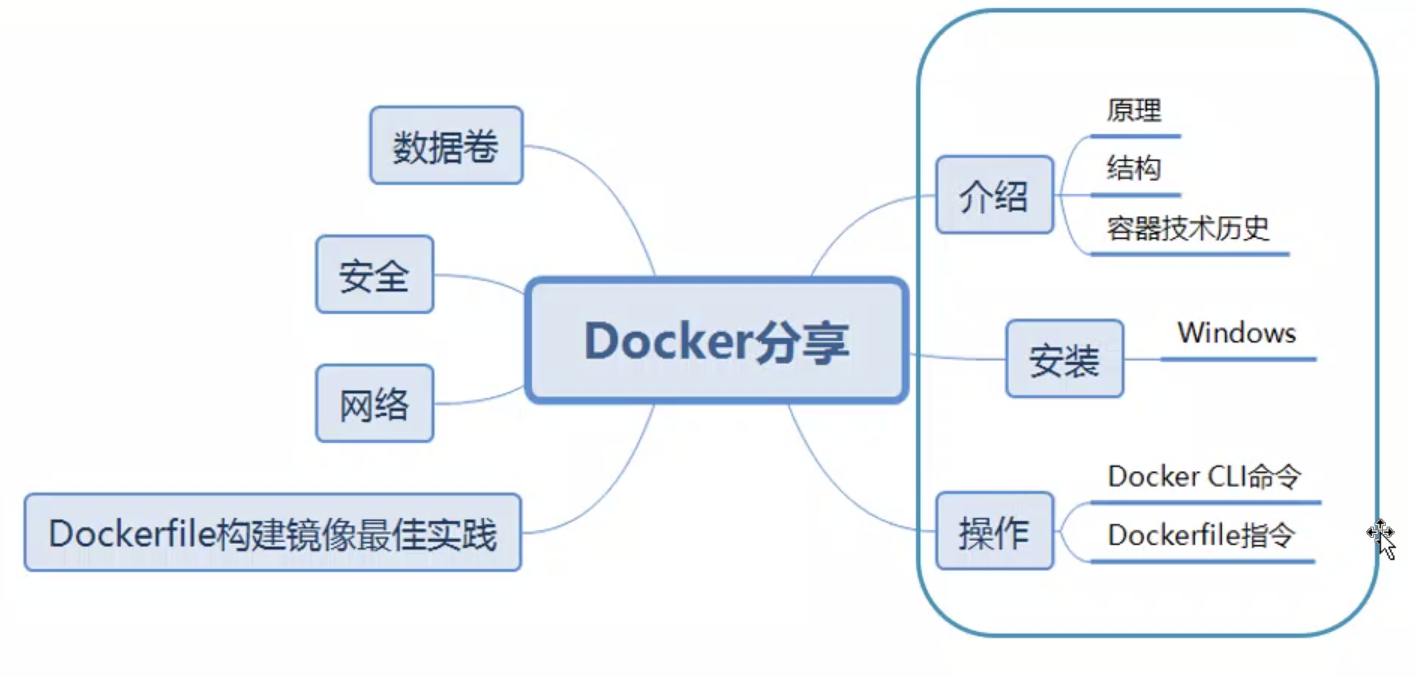 Docker分享
介绍
原理
结构
容器技术历史
安装
Windows
操作
Docker CLI命令
Dockerfile指令
数据卷
安全
网络
Dockerfile构建镜像最佳实践